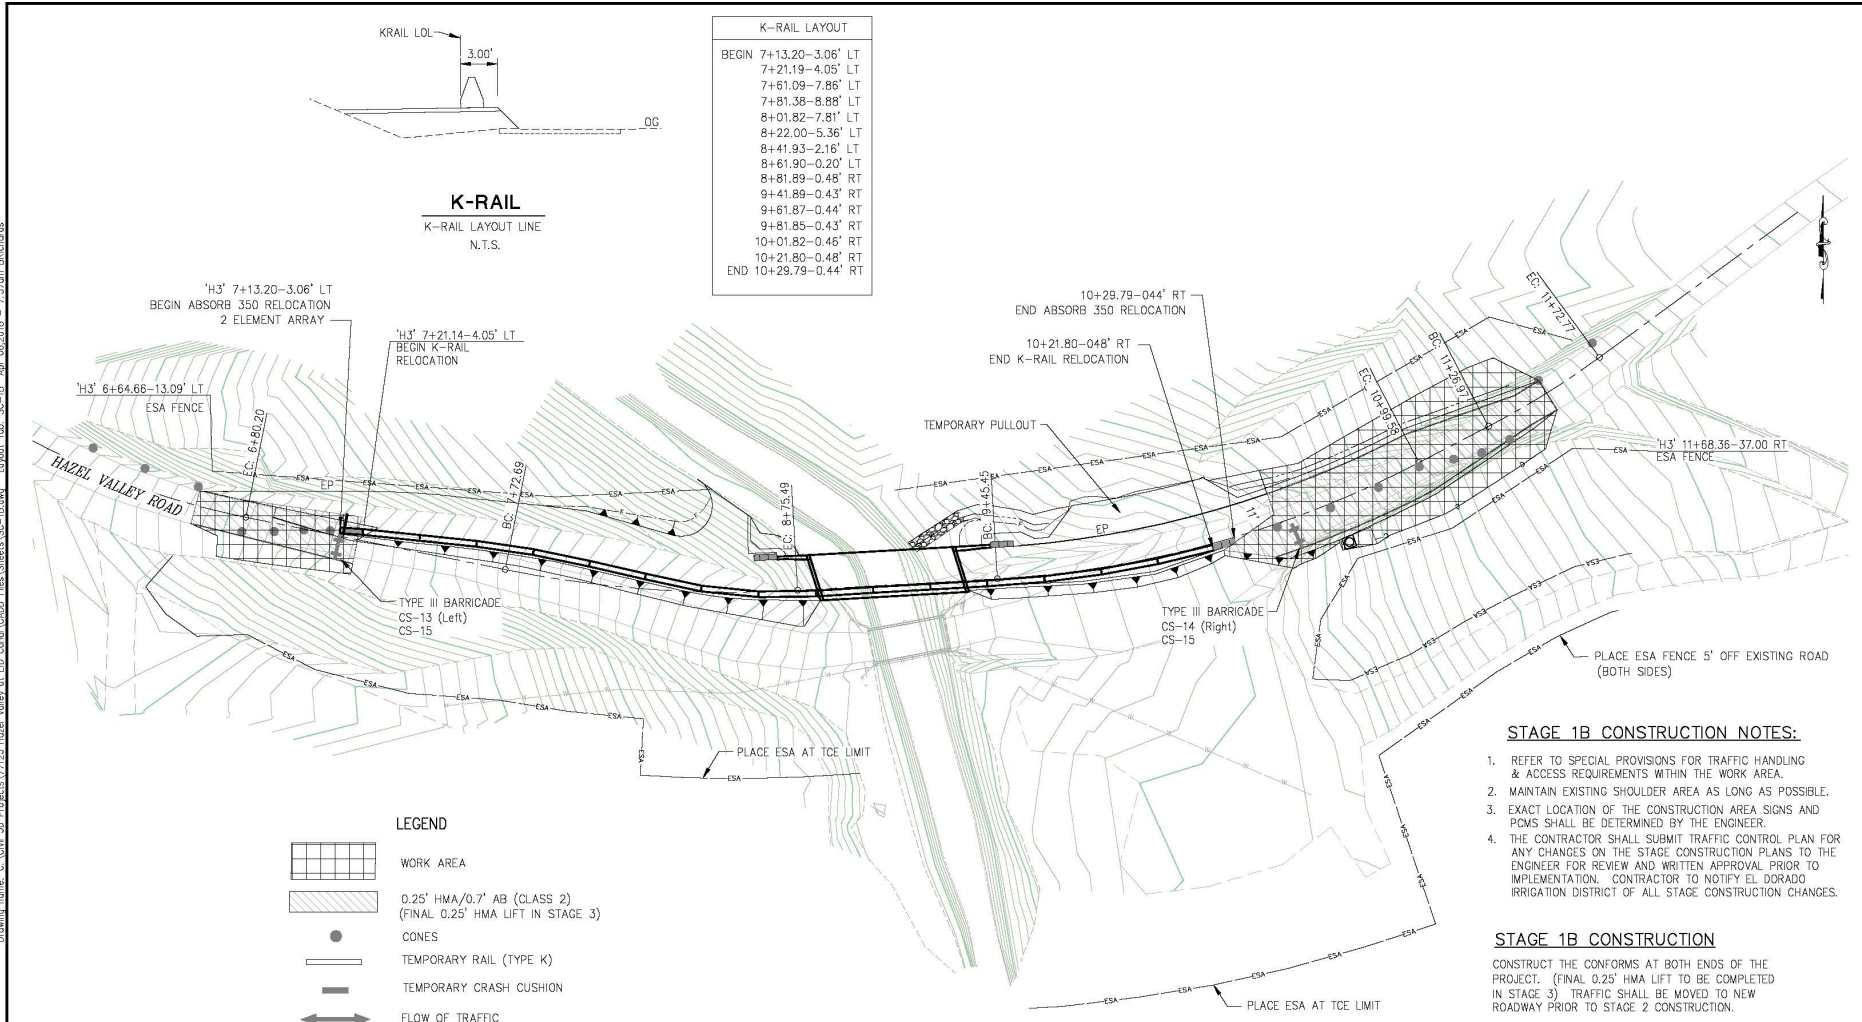 KRAIL LOL
3.00'
OG
K-RAIL
K-RAIL LAYOUT LINE
N.T.S.
K-RAIL LAYOUT
BEGIN 7+13.20-3.06' LT
7+21.19-4.05' LT
7+61.09-7.86' LT
7+81.38-8.88' LT
8+01.82-7.81' LT
8+22.00-5.36' LT
8+41.93-2.16' LT
8+61.90-0.20' LT
8+81.89-0.48' RT
9+41.89-0.43' RT
9+61.87-0.44' RT
9+81.85-0.43' RT
10+01.82-0.46' RT
10+21.80-0.48' RT
END 10+29.79-0.44' RT
'H3' 7+13.20-3.06' LT
BEGIN ABSORB 350 RELOCATION
2 ELEMENT ARRAY
'H3' 7+21.14-4.05' LT
BEGIN K-RAIL
RELOCATION
'H3' 6+64.66-13.09' LT
ESA FENCE
EC: 6+80.20
HAZEL VALLEY ROAD
EP
BC: 7+72.69
EC: 8+75.49
BC: 9+45.45
TEMPORARY PULLOUT
EP
10+29.79-044' RT
END ABSORB 350 RELOCATION
10+21.80-048' RT
END K-RAIL RELOCATION
11'
EC: 10+99.58
BC: 11+26.97
EC: 11+72.77
'H3' 11+68.36-37.00 RT
ESA FENCE
TYPE III BARRICADE
CS-13 (Left)
CS-15
TYPE III BARRICADE
CS-14 (Right)
CS-15
PLACE ESA FENCE 5' OFF EXISTING ROAD
(BOTH SIDES)
PLACE ESA AT TCE LIMIT
PLACE ESA AT TCE LIMIT
LEGEND
WORK AREA
0.25' HMA/0.7' AB (CLASS 2)
(FINAL 0.25' HMA LIFT IN STAGE 3)
CONES
TEMPORARY RAIL (TYPE K)
TEMPORARY CRASH CUSHION
FLOW OF TRAFFIC
STAGE 1B CONSTRUCTION NOTES:
1. REFER TO SPECIAL PROVISIONS FOR TRAFFIC HANDLING
& ACCESS REQUIREMENTS WITHIN THE WORK AREA.
2. MAINTAIN EXISTING SHOULDER AREA AS LONG AS POSSIBLE.
3. EXACT LOCATION OF THE CONSTRUCTION AREA SIGNS AND
PCMS SHALL BE DETERMINED BY THE ENGINEER.
4. THE CONTRACTOR SHALL SUBMIT TRAFFIC CONTROL PLAN FOR
ANY CHANGES ON THE STAGE CONSTRUCTION PLANS TO THE
ENGINEER FOR REVIEW AND WRITTEN APPROVAL PRIOR TO
IMPLEMENTATION. CONTRACTOR TO NOTIFY EL DORADO
IRRIGATION DISTRICT OF ALL STAGE CONSTRUCTION CHANGES.
STAGE 1B CONSTRUCTION
CONSTRUCT THE CONFORMS AT BOTH ENDS OF THE
PROJECT. (FINAL 0.25' HMA LIFT TO BE COMPLETED
IN STAGE 3) TRAFFIC SHALL BE MOVED TO NEW
ROADWAY PRIOR TO STAGE 2 CONSTRUCTION.